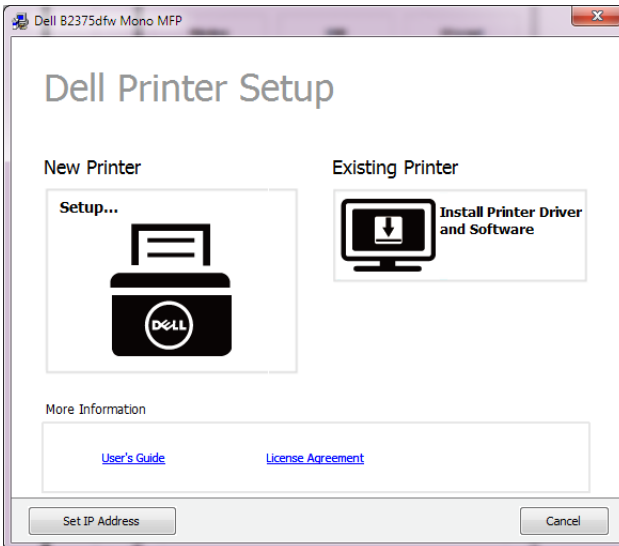 Dell B2375dfw Mono MFP
Dell Printer Setup
New Printer
Setup...
DELL
Existing Printer
Install Printer Driver
and Software
More Information
User's Guide
License Agreement
Set IP Address
Cancel